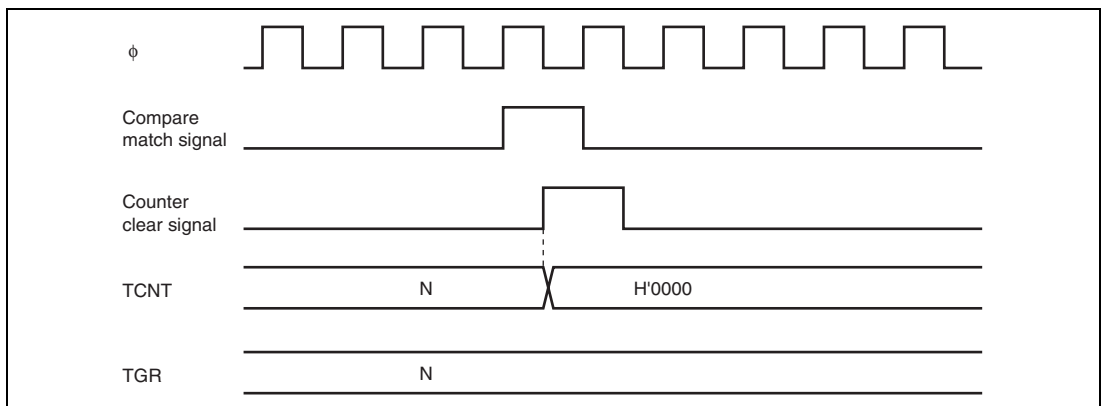 ϕ
Compare
match signal
Counter
clear signal
TCNT
N
H'0000
TGR
N